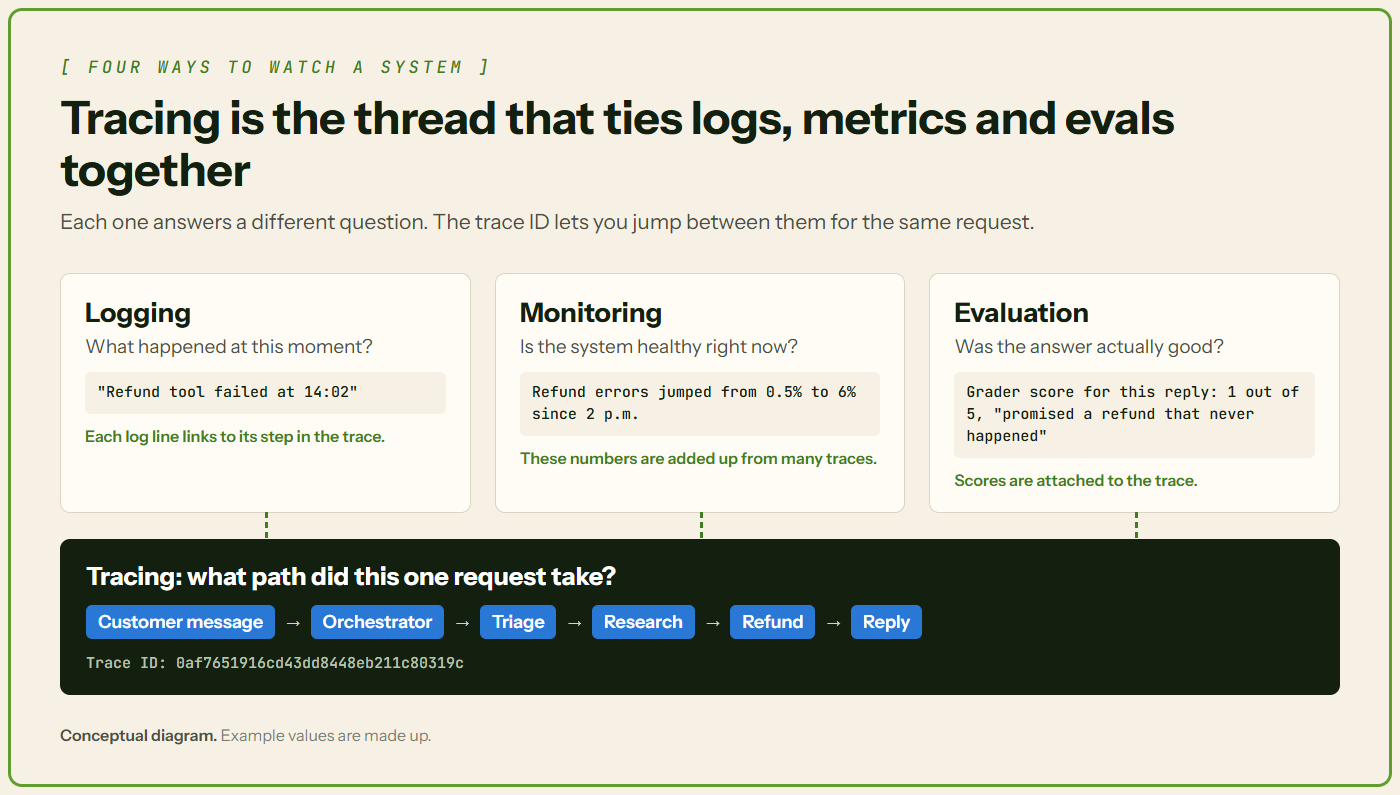 [ FOUR WAYS TO WATCH A SYSTEM ]
Tracing is the thread that ties logs, metrics and evals
together
Each one answers a different question. The trace ID lets you jump between them for the same request.
Logging
What happened at this moment?
"Refund tool failed at 14:02"
Each log line links to its step in the trace.
Monitoring
Is the system healthy right now?
Refund errors jumped from 0.5% to 6%
since 2 p.m.
These numbers are added up from many traces.
Evaluation
Was the answer actually good?
Grader score for this reply: 1 out of
5, "promised a refund that never
happened"
Scores are attached to the trace.
Tracing: what path did this one request take?
Customer message → Orchestrator → Triage → Research → Refund → Reply
Trace ID: 0af7651916cd43dd8448eb211c80319c
Conceptual diagram. Example values are made up.